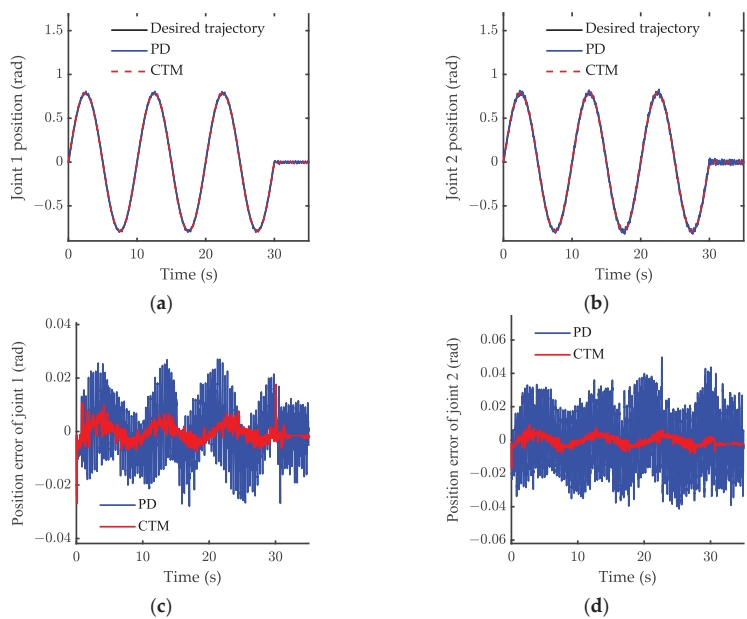 Desired trajectory
PD
CTM
Joint 1 position (rad)
1.5
1
0.5
0
−0.5
0
10
20
30
Time (s)
(a)
Desired trajectory
PD
CTM
Joint 2 position (rad)
1.5
1
0.5
0
−0.5
0
10
20
30
Time (s)
(b)
Position error of joint 1 (rad)
0.04
0.02
0
−0.02
−0.04
PD
CTM
0
10
20
30
Time (s)
(c)
Position error of joint 2 (rad)
0.06
0.04
0.02
0
−0.02
−0.04
−0.06
PD
CTM
0
10
20
30
Time (s)
(d)